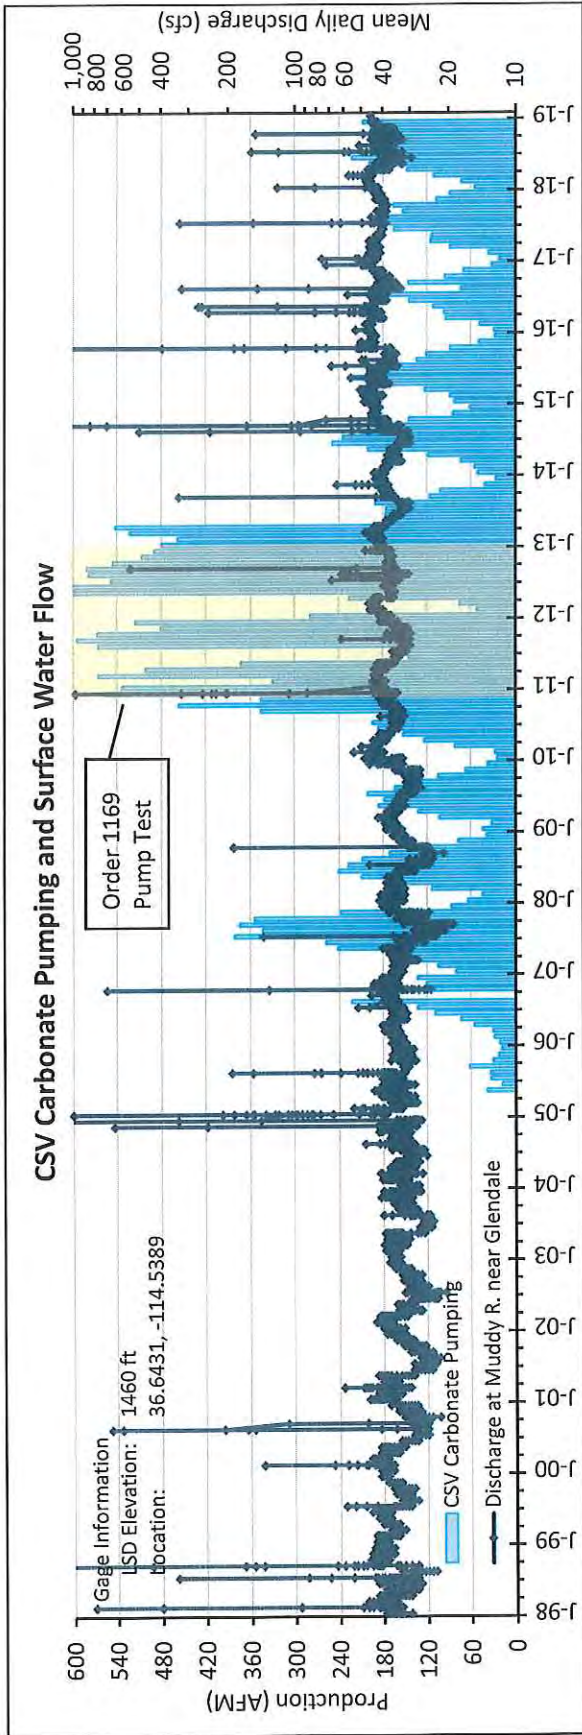 CSV Carbonate Pumping and Surface Water Flow
Production (AFM)
600
540
480
420
360
300
240
180
120
60
0
Mean Daily Discharge (cfs)
1,000
800
600
400
200
100
80
60
40
20
10
Gage Information
LSD Elevation: 1460 ft
Location: 36.6431, -114.5389
Order 1169
Pump Test
CSV Carbonate Pumping
Discharge at Muddy R. near Glendale
J-98
J-99
J-00
J-01
J-02
J-03
J-04
J-05
J-06
J-07
J-08
J-09
J-10
J-11
J-12
J-13
J-14
J-15
J-16
J-17
J-18
J-19